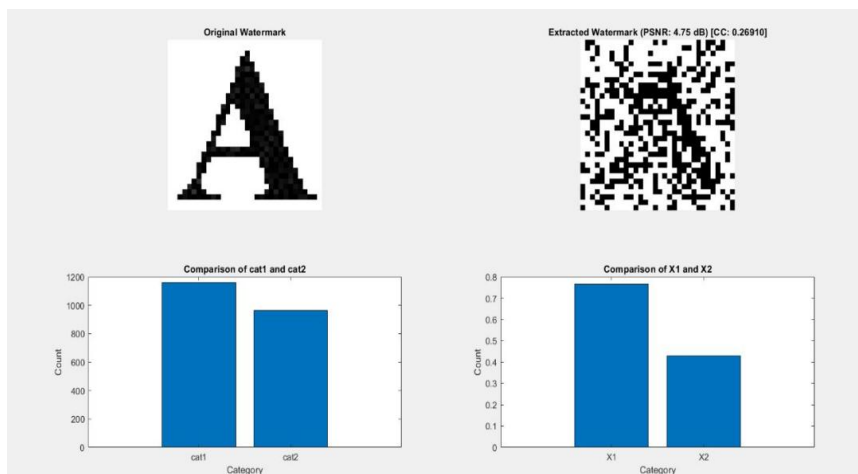 Original Watermark
A
Extracted Watermark (PSNR: 4.75 dB) [CC: 0.26910]
Comparison of cat1 and cat2
1200
1000
800
600
400
200
0
Count
cat1 cat2
Category
Comparison of X1 and X2
0.8
0.7
0.6
0.5
0.4
0.3
0.2
0.1
0
Count
X1 X2
Category